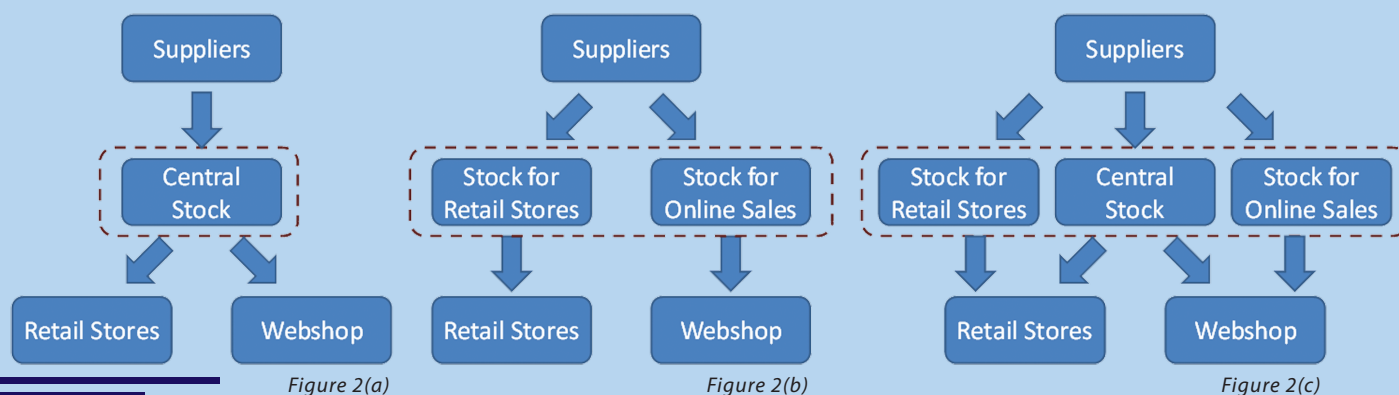 Suppliers
Central
Stock
Retail Stores
Webshop
Figure 2(a)
Suppliers
Stock for
Retail Stores
Stock for
Online Sales
Retail Stores
Webshop
Figure 2(b)
Suppliers
Stock for
Retail Stores
Central
Stock
Stock for
Online Sales
Retail Stores
Webshop
Figure 2(c)